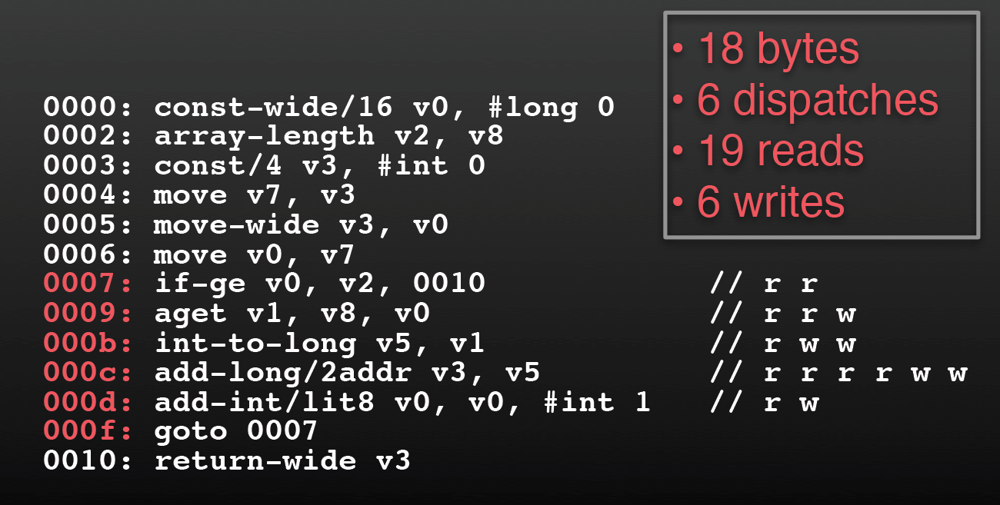 • 18 bytes
• 6 dispatches
• 19 reads
• 6 writes
0000: const-wide/16 v0, #long 0
0002: array-length v2, v8
0003: const/4 v3, #int 0
0004: move v7, v3
0005: move-wide v3, v0
0006: move v0, v7
0007: if-ge v0, v2, 0010 // r r
0009: aget v1, v8, v0 // r r w
000b: int-to-long v5, v1 // r w w
000c: add-long/2addr v3, v5 // r r r r w w
000d: add-int/lit8 v0, v0, #int 1 // r w
000f: goto 0007
0010: return-wide v3